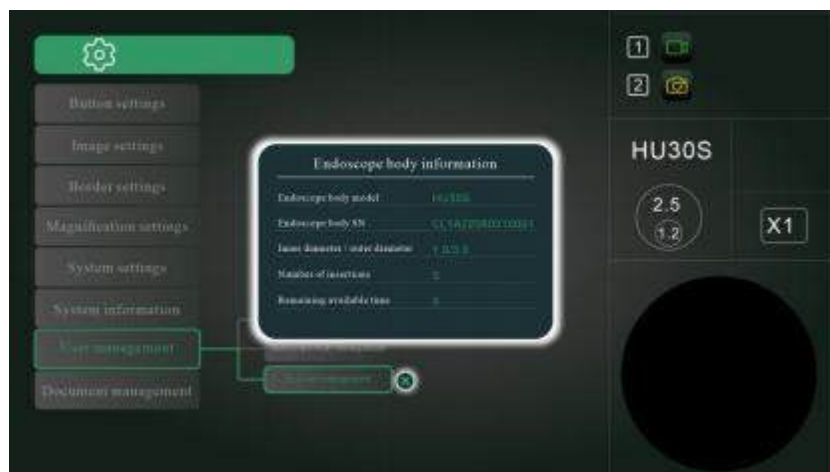 1
2
Button settings
Image settings
Border settings
Magnification settings
System settings
System information
User management
Document management
Endoscope body information
Endoscope body model HU30S
Endoscope body SN
Inner diameter / outer diameter
Number of insertions
Remaining available time
HU30S
2.5
1.2
X1